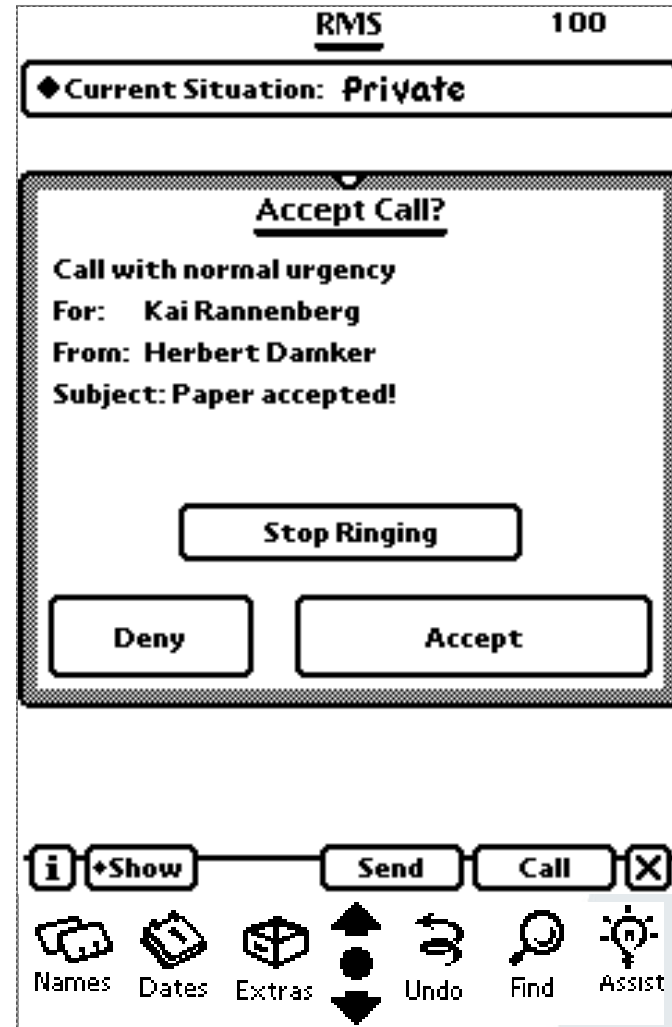 RMS 100
◆Current Situation: Private
Accept Call?
Call with normal urgency
For: Kai Rannenberg
From: Herbert Damker
Subject: Paper accepted!
Stop Ringing
Deny Accept
i ◆Show Send Call X
Names Dates Extras Undo Find Assist